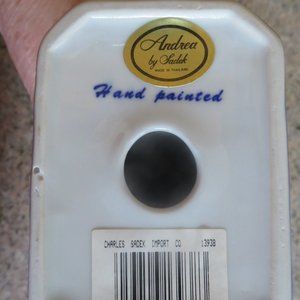 Andrea
by Sadek
MADE IN THAILAND
Hand painted
CHARLES SADEK IMPORT CO. 13938